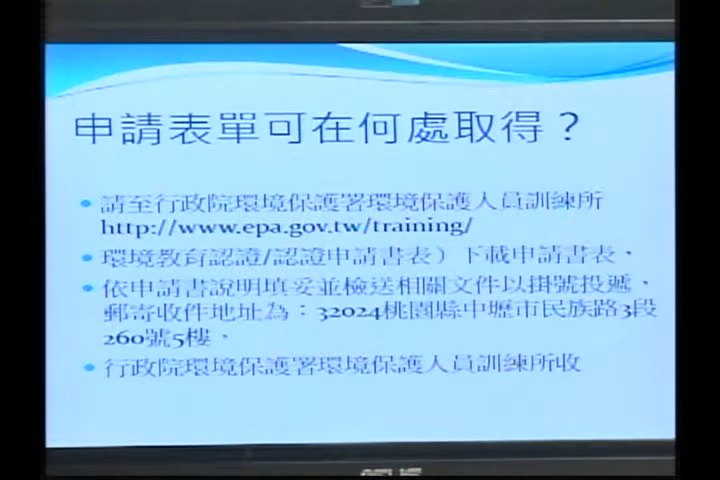 申請表單可在何處取得？
請至行政院環境保護署環境保護人員訓練所
http://www.epa.gov.tw/training/
環境教育認證/認證申請書表）下載申請書表．
依申請書說明填妥並檢送相關文件以掛號投遞．
郵寄收件地址為：32024桃園縣中壢市民族路3段
260號5樓．
行政院環境保護署環境保護人員訓練所收